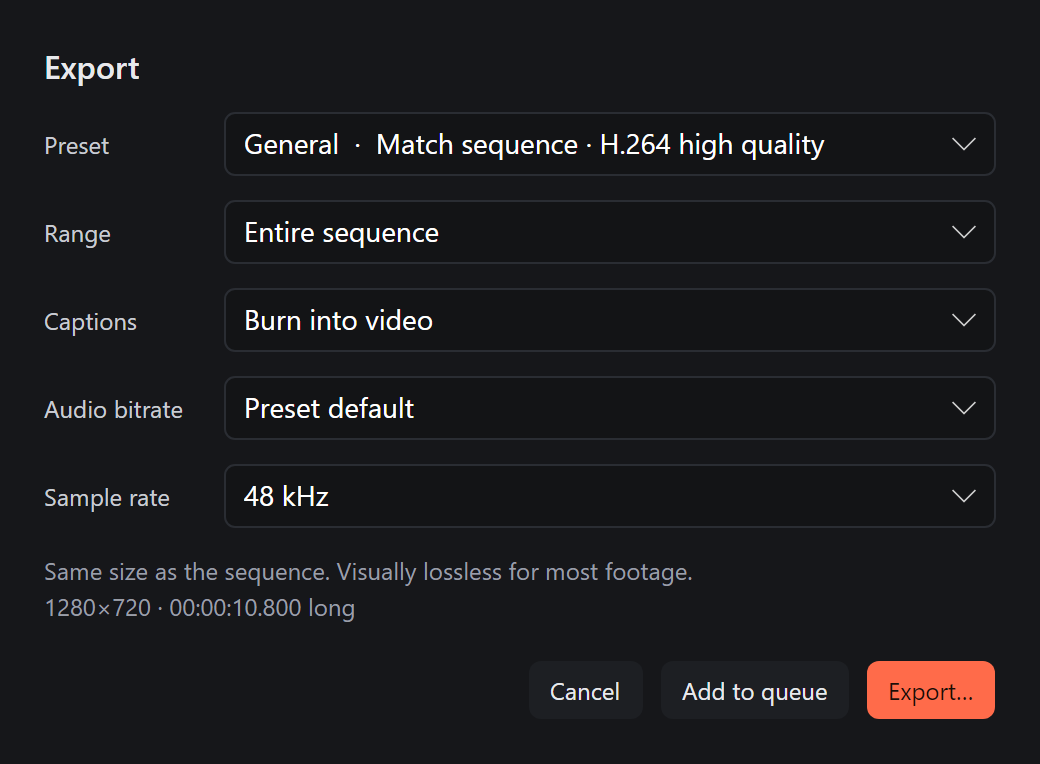 Export
Preset
General · Match sequence · H.264 high quality
Range
Entire sequence
Captions
Burn into video
Audio bitrate
Preset default
Sample rate
48 kHz
Same size as the sequence. Visually lossless for most footage.
1280×720 · 00:00:10.800 long
Cancel
Add to queue
Export...